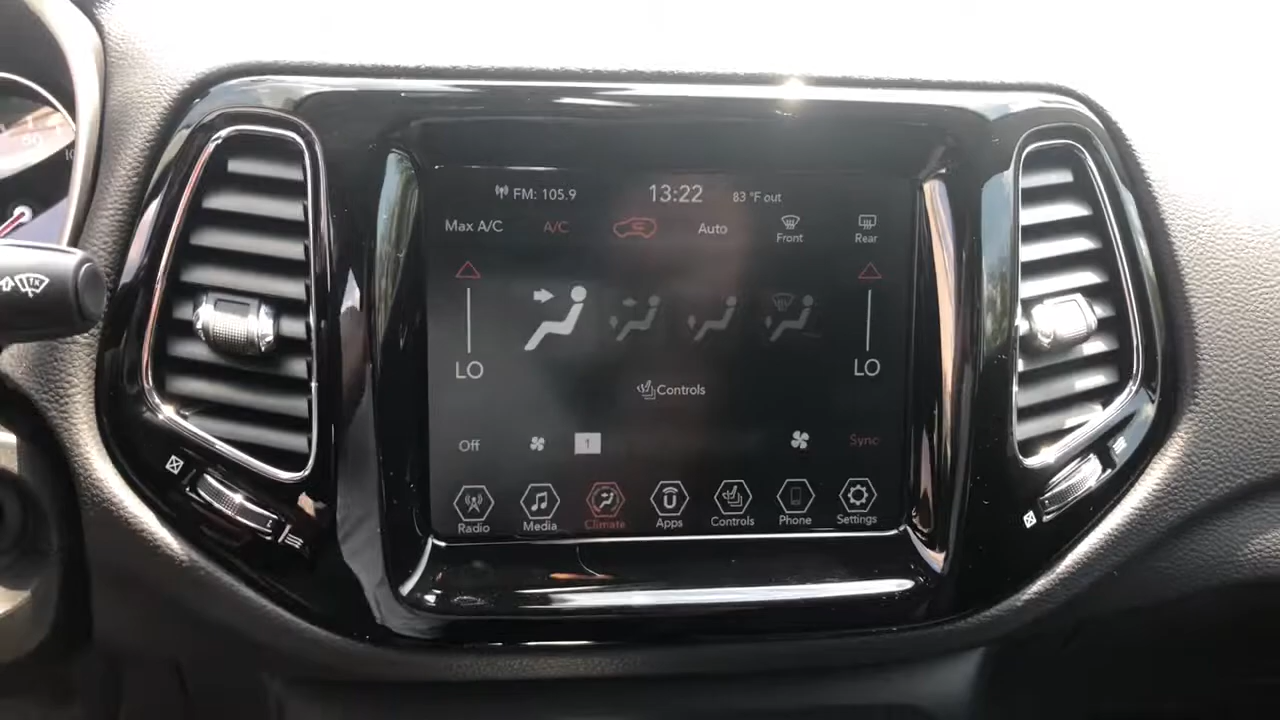 FM: 105.9 13:22 83 °F out
Max A/C A/C Auto Front Rear
LO LO
Controls
Off 1 Sync
Radio Media Climate Apps Controls Phone Settings